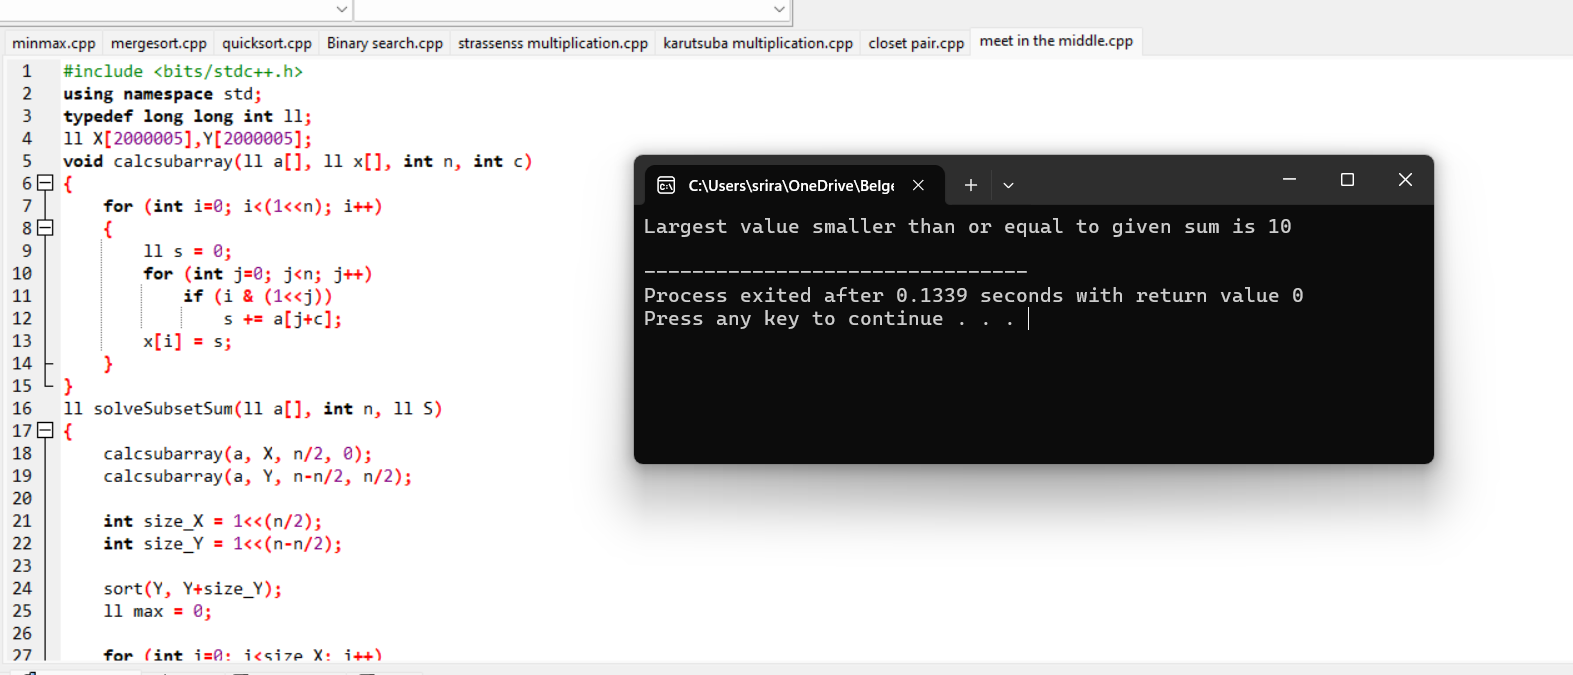 minmax.cpp mergesort.cpp quicksort.cpp Binary search.cpp strassenss multiplication.cpp karutsuba multiplication.cpp closet pair.cpp meet in the middle.cpp
1 #include <bits/stdc++.h>
2 using namespace std;
3 typedef long long int ll;
4 ll X[2000005],Y[2000005];
5 void calcsubarray(ll a[], ll x[], int n, int c)
6 {
7 for (int i=0; i<(1<<n); i++)
8 {
9 ll s = 0;
10 for (int j=0; j<n; j++)
11 if (i & (1<<j))
12 s += a[j+c];
13 x[i] = s;
14 }
15 }
16 ll solveSubsetSum(ll a[], int n, ll S)
17 {
18 calcsubarray(a, X, n/2, 0);
19 calcsubarray(a, Y, n-n/2, n/2);
20
21 int size_X = 1<<(n/2);
22 int size_Y = 1<<(n-n/2);
23
24 sort(Y, Y+size_Y);
25 ll max = 0;
26
27 for (int i=0; i<size_X; i++)
C:\Users\srira\OneDrive\Belge
Largest value smaller than or equal to given sum is 10
--------------------------------
Process exited after 0.1339 seconds with return value 0
Press any key to continue . . .